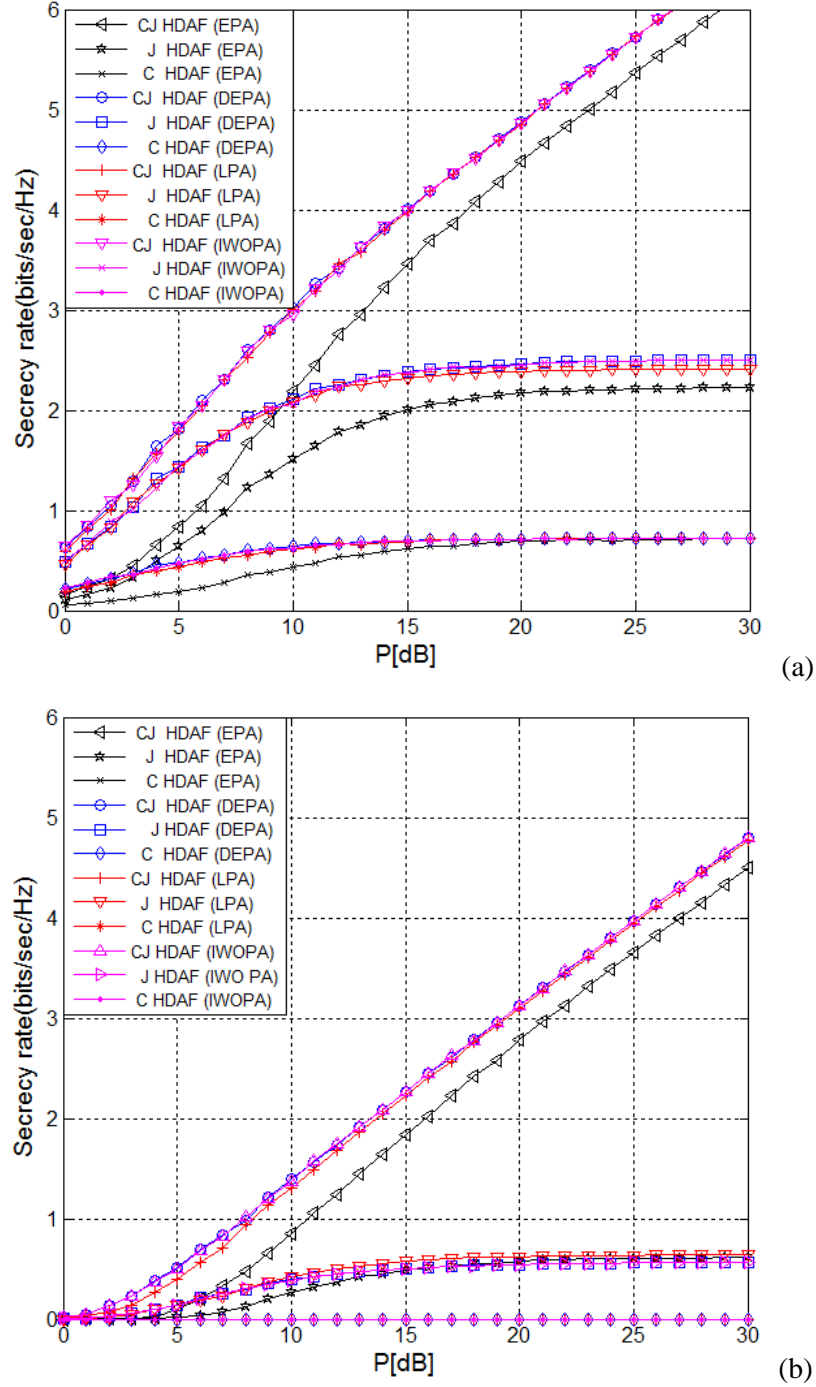 6
5
4
3
2
1
0
Secrecy rate(bits/sec/Hz)
CJ HDAF (EPA)
J HDAF (EPA)
C HDAF (EPA)
CJ HDAF (DEPA)
J HDAF (DEPA)
C HDAF (DEPA)
CJ HDAF (LPA)
J HDAF (LPA)
C HDAF (LPA)
CJ HDAF (IWOPA)
J HDAF (IWOPA)
C HDAF (IWOPA)
0 5 10 15 20 25 30
P[dB]
(a)
6
5
4
3
2
1
0
Secrecy rate(bits/sec/Hz)
CJ HDAF (EPA)
J HDAF (EPA)
C HDAF (EPA)
CJ HDAF (DEPA)
J HDAF (DEPA)
C HDAF (DEPA)
CJ HDAF (LPA)
J HDAF (LPA)
C HDAF (LPA)
CJ HDAF (IWOPA)
J HDAF (IWO PA)
C HDAF (IWOPA)
0 5 10 15 20 25 30
P[dB]
(b)